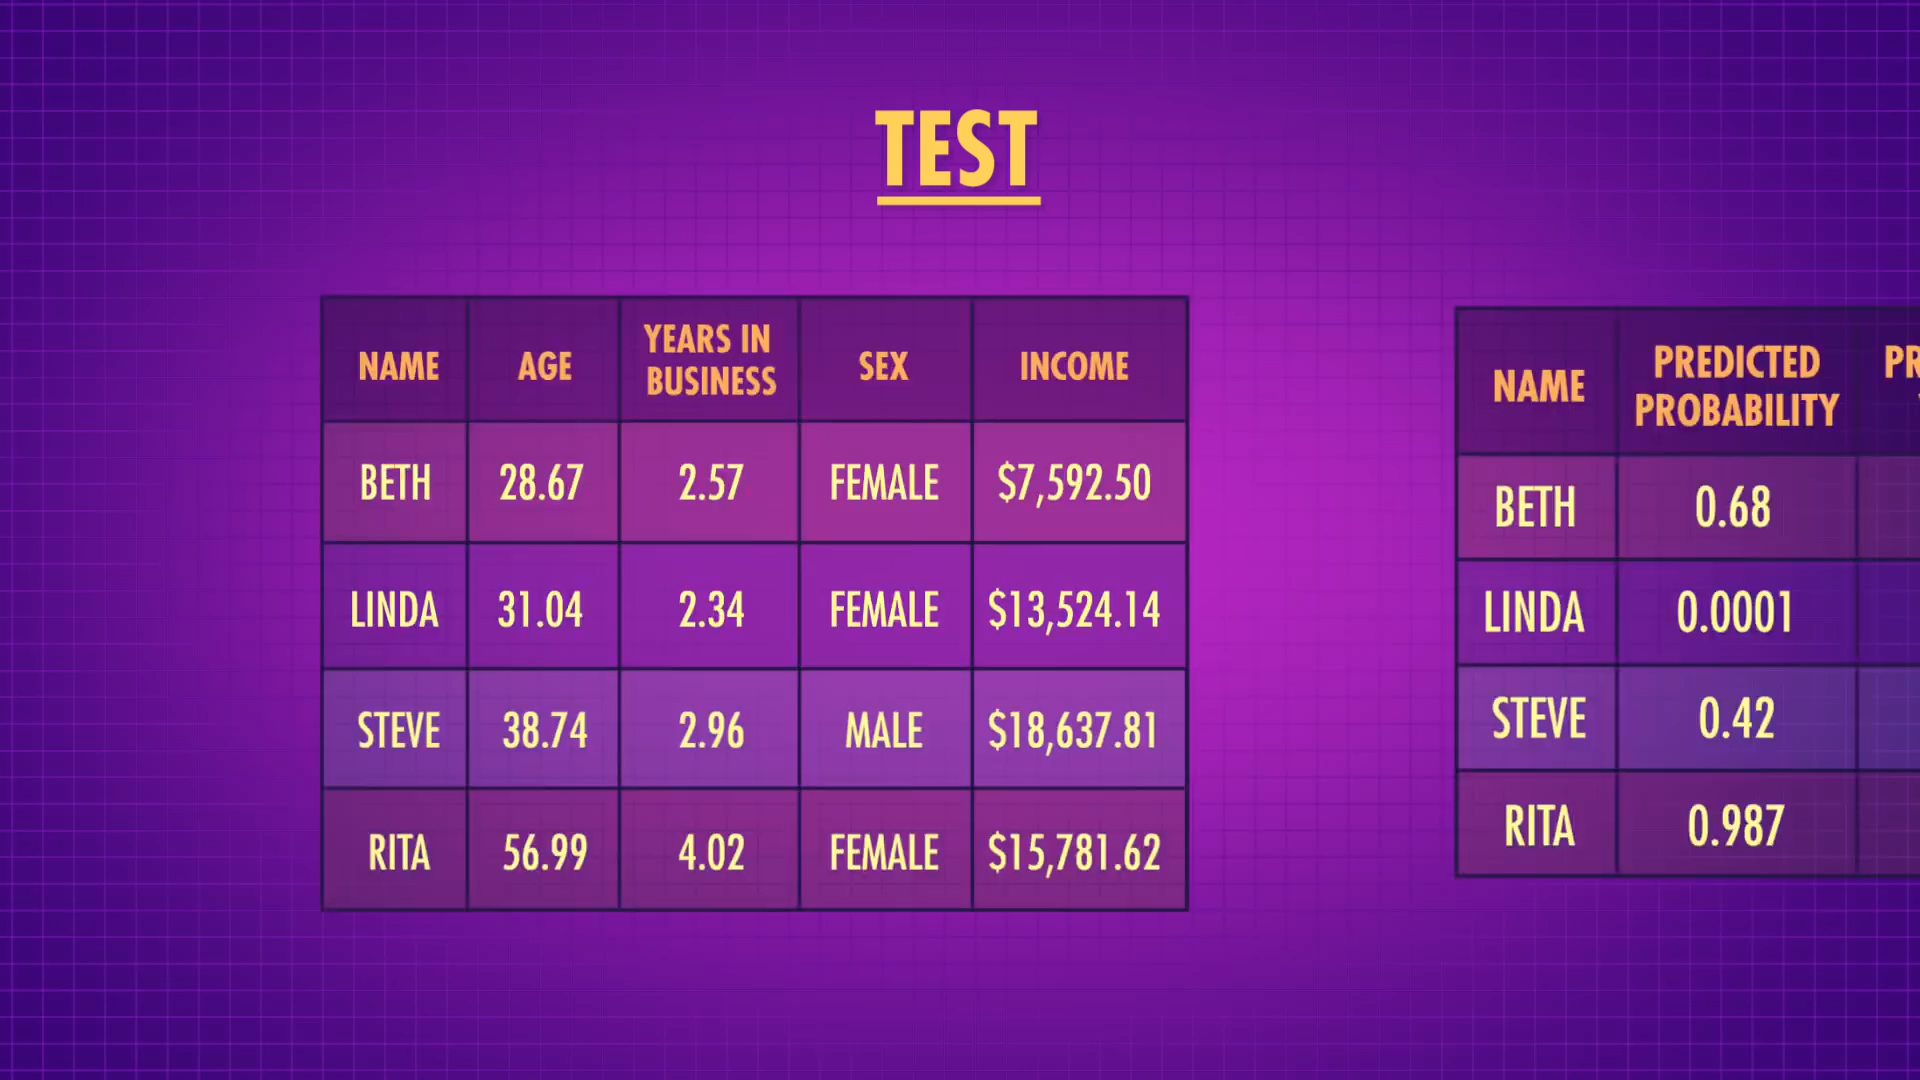 TEST
NAME AGE YEARS IN BUSINESS SEX INCOME
BETH 28.67 2.57 FEMALE $7,592.50
LINDA 31.04 2.34 FEMALE $13,524.14
STEVE 38.74 2.96 MALE $18,637.81
RITA 56.99 4.02 FEMALE $15,781.62
NAME PREDICTED PROBABILITY
BETH 0.68
LINDA 0.0001
STEVE 0.42
RITA 0.987